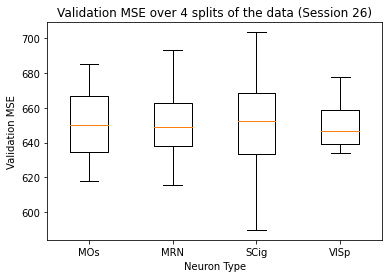 Validation MSE over 4 splits of the data (Session 26)
700
680
660
640
620
600
Validation MSE
MOs
MRN
SCig
VISp
Neuron Type